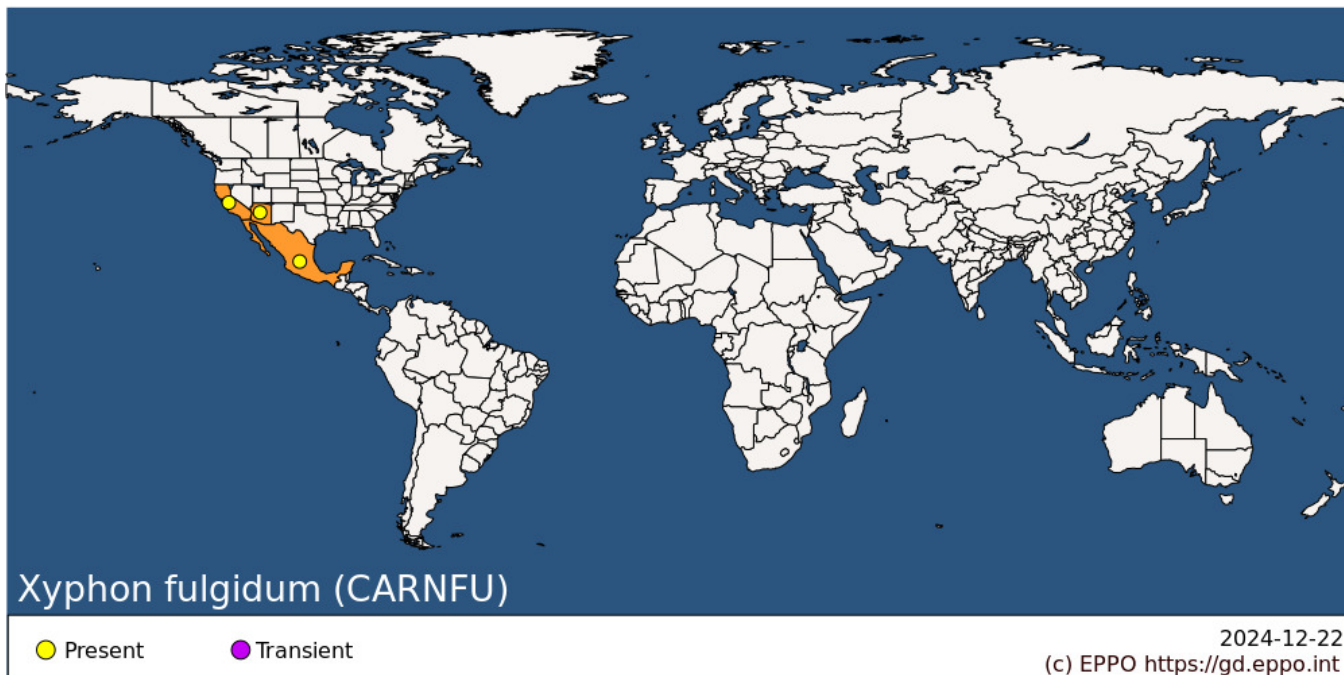 Xyphon fulgidum (CARNFU)
Present
Transient
2024-12-22
(c) EPPO https://gd.eppo.int